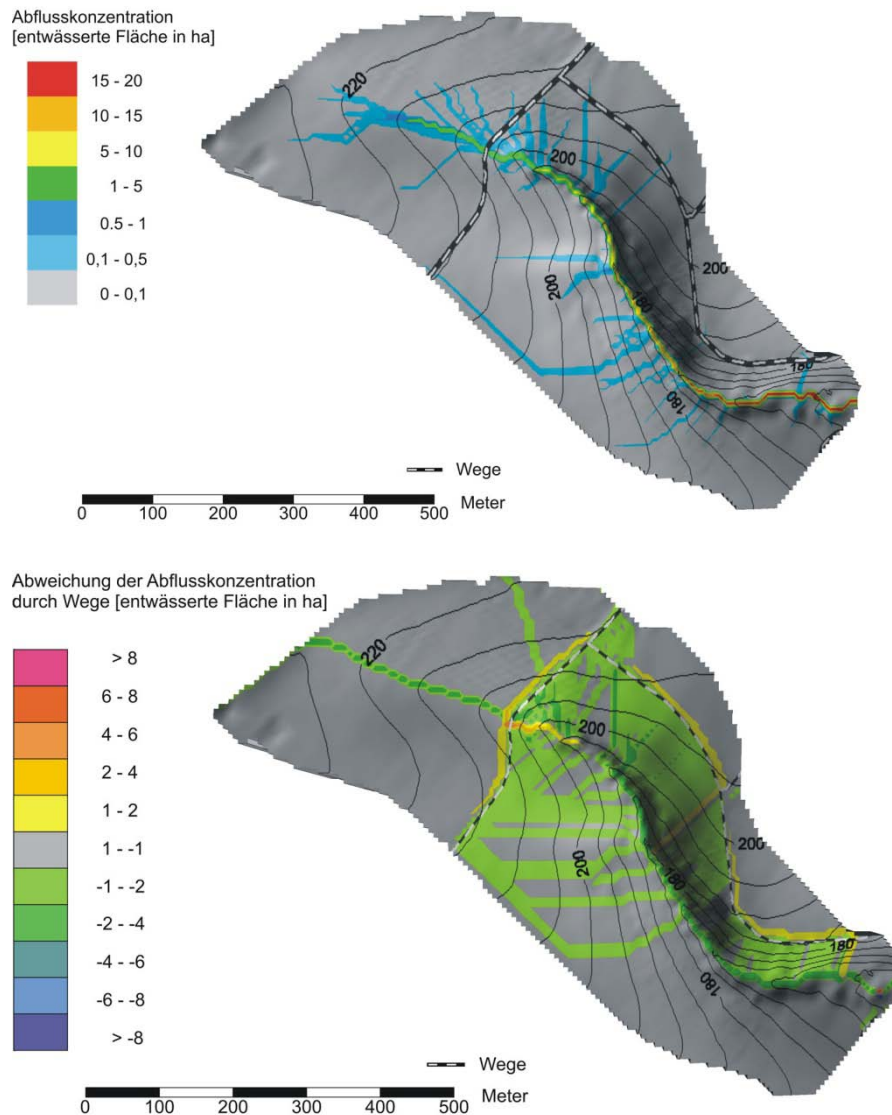 Abflusskonzentration
[entwässerte Fläche in ha]
15 - 20
10 - 15
5 - 10
1 - 5
0.5 - 1
0,1 - 0,5
0 - 0,1
220
200
200
200
180
180
180
Wege
Meter
0 100 200 300 400 500
Abweichung der Abflusskonzentration
durch Wege [entwässerte Fläche in ha]
> 8
6 - 8
4 - 6
2 - 4
1 - 2
1 - -1
-1 - -2
-2 - -4
-4 - -6
-6 - -8
> -8
220
200
200
200
180
180
180
Wege
Meter
0 100 200 300 400 500